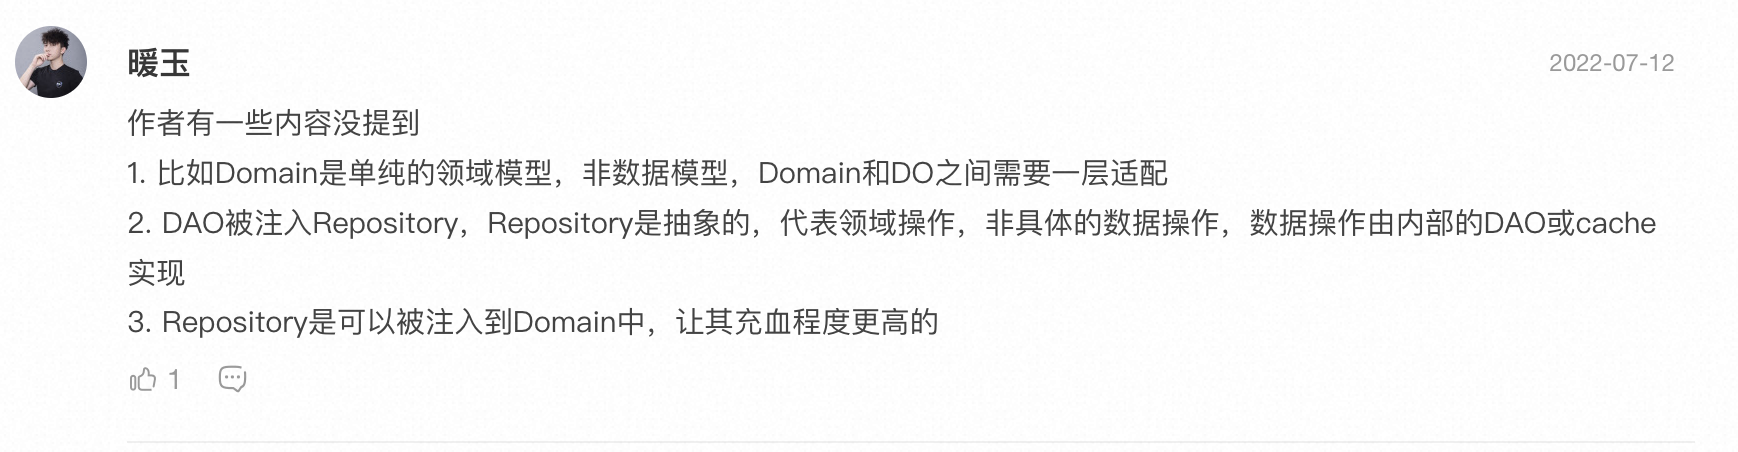 暖玉
2022-07-12
作者有一些内容没提到
1. 比如Domain是单纯的领域模型，非数据模型，Domain和DO之间需要一层适配
2. DAO被注入Repository，Repository是抽象的，代表领域操作，非具体的数据操作，数据操作由内部的DAO或cache
实现
3. Repository是可以被注入到Domain中，让其充血程度更高的
1